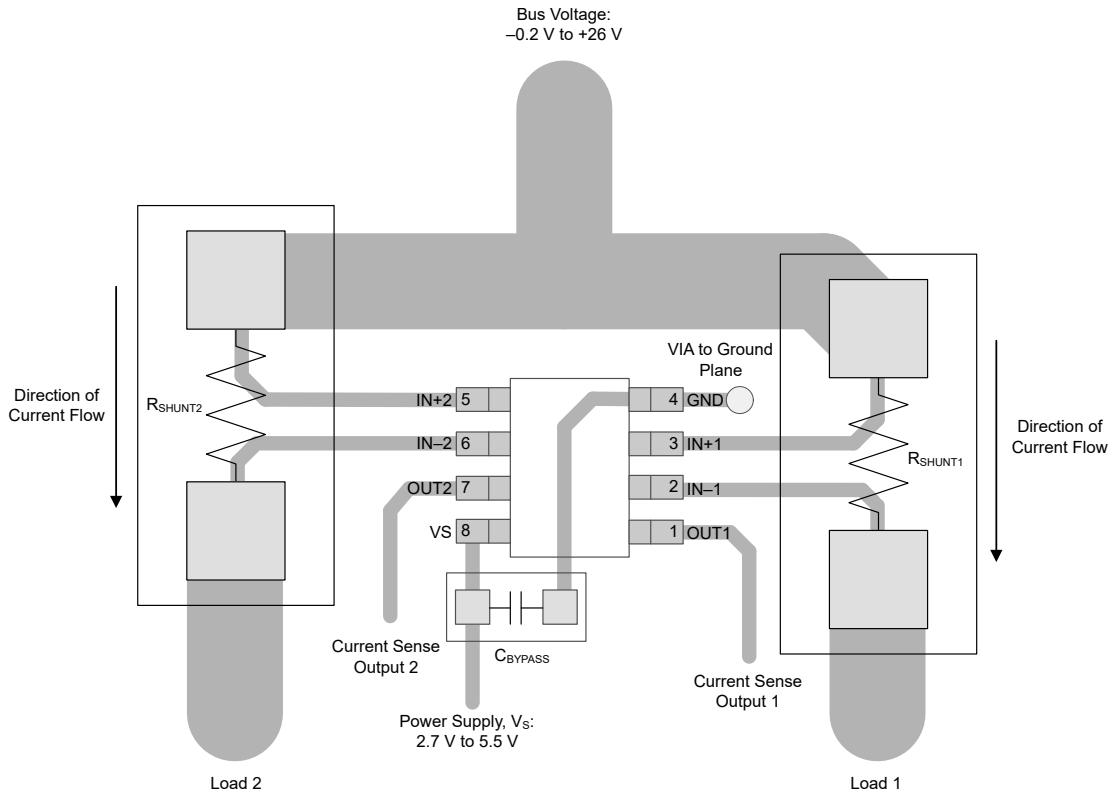 Bus Voltage:
–0.2 V to +26 V
VIA to Ground
Plane
Direction of
Current Flow
RSHUNT2
IN+2 5
4 GND
Direction of
Current Flow
IN–2 6
3 IN+1
RSHUNT1
OUT2 7
2 IN–1
VS 8
1 OUT1
Current Sense
Output 2
CBYPASS
Current Sense
Output 1
Power Supply, VS:
2.7 V to 5.5 V
Load 2
Load 1